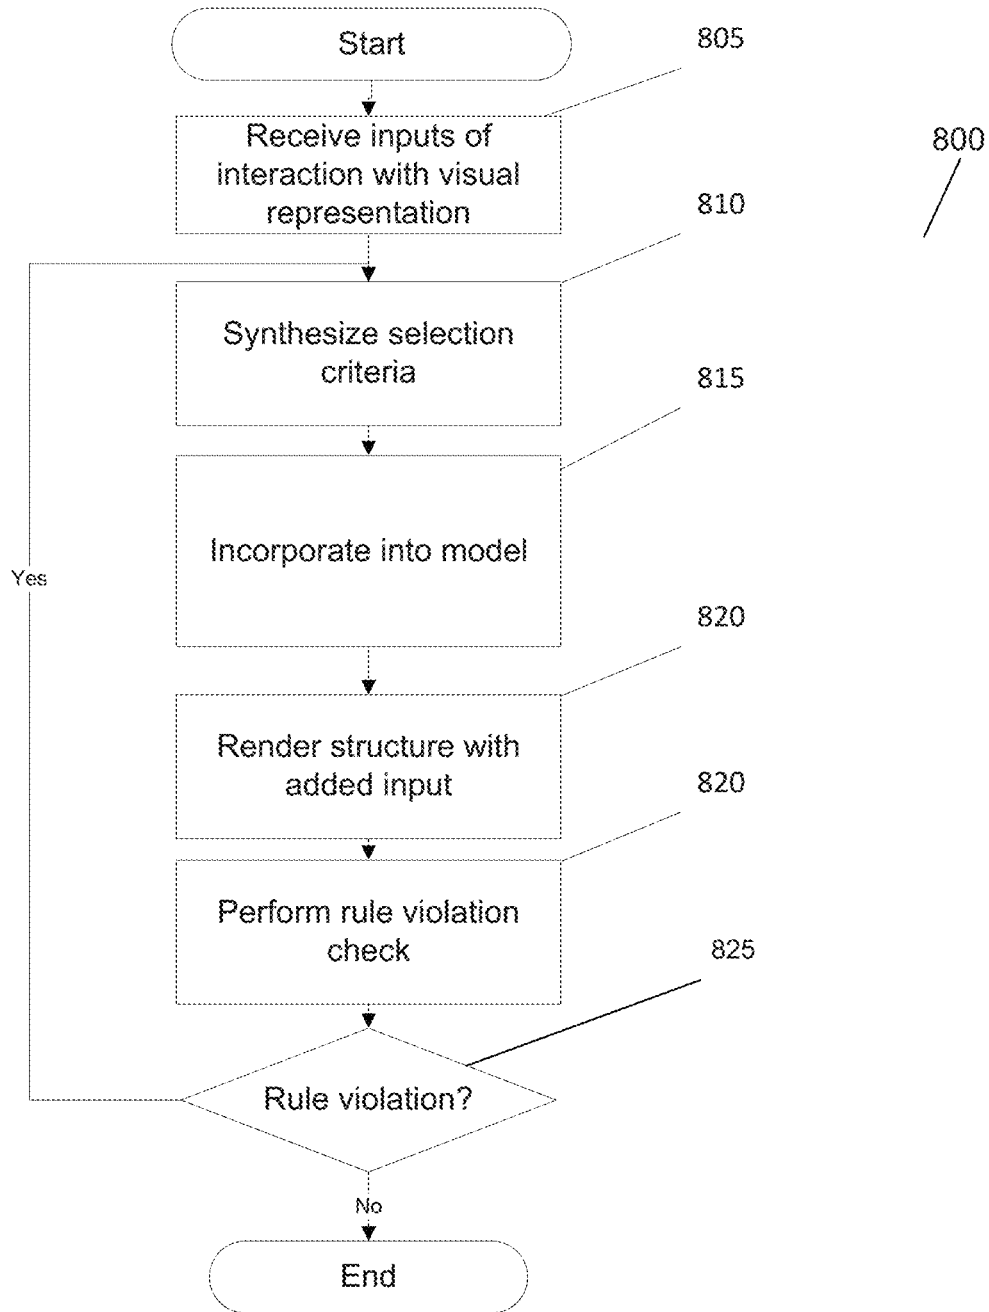 Start
805
Receive inputs of
interaction with visual
representation
800
810
Synthesize selection
criteria
815
Incorporate into model
Yes
820
Render structure with
added input
820
Perform rule violation
check
825
Rule violation?
No
End